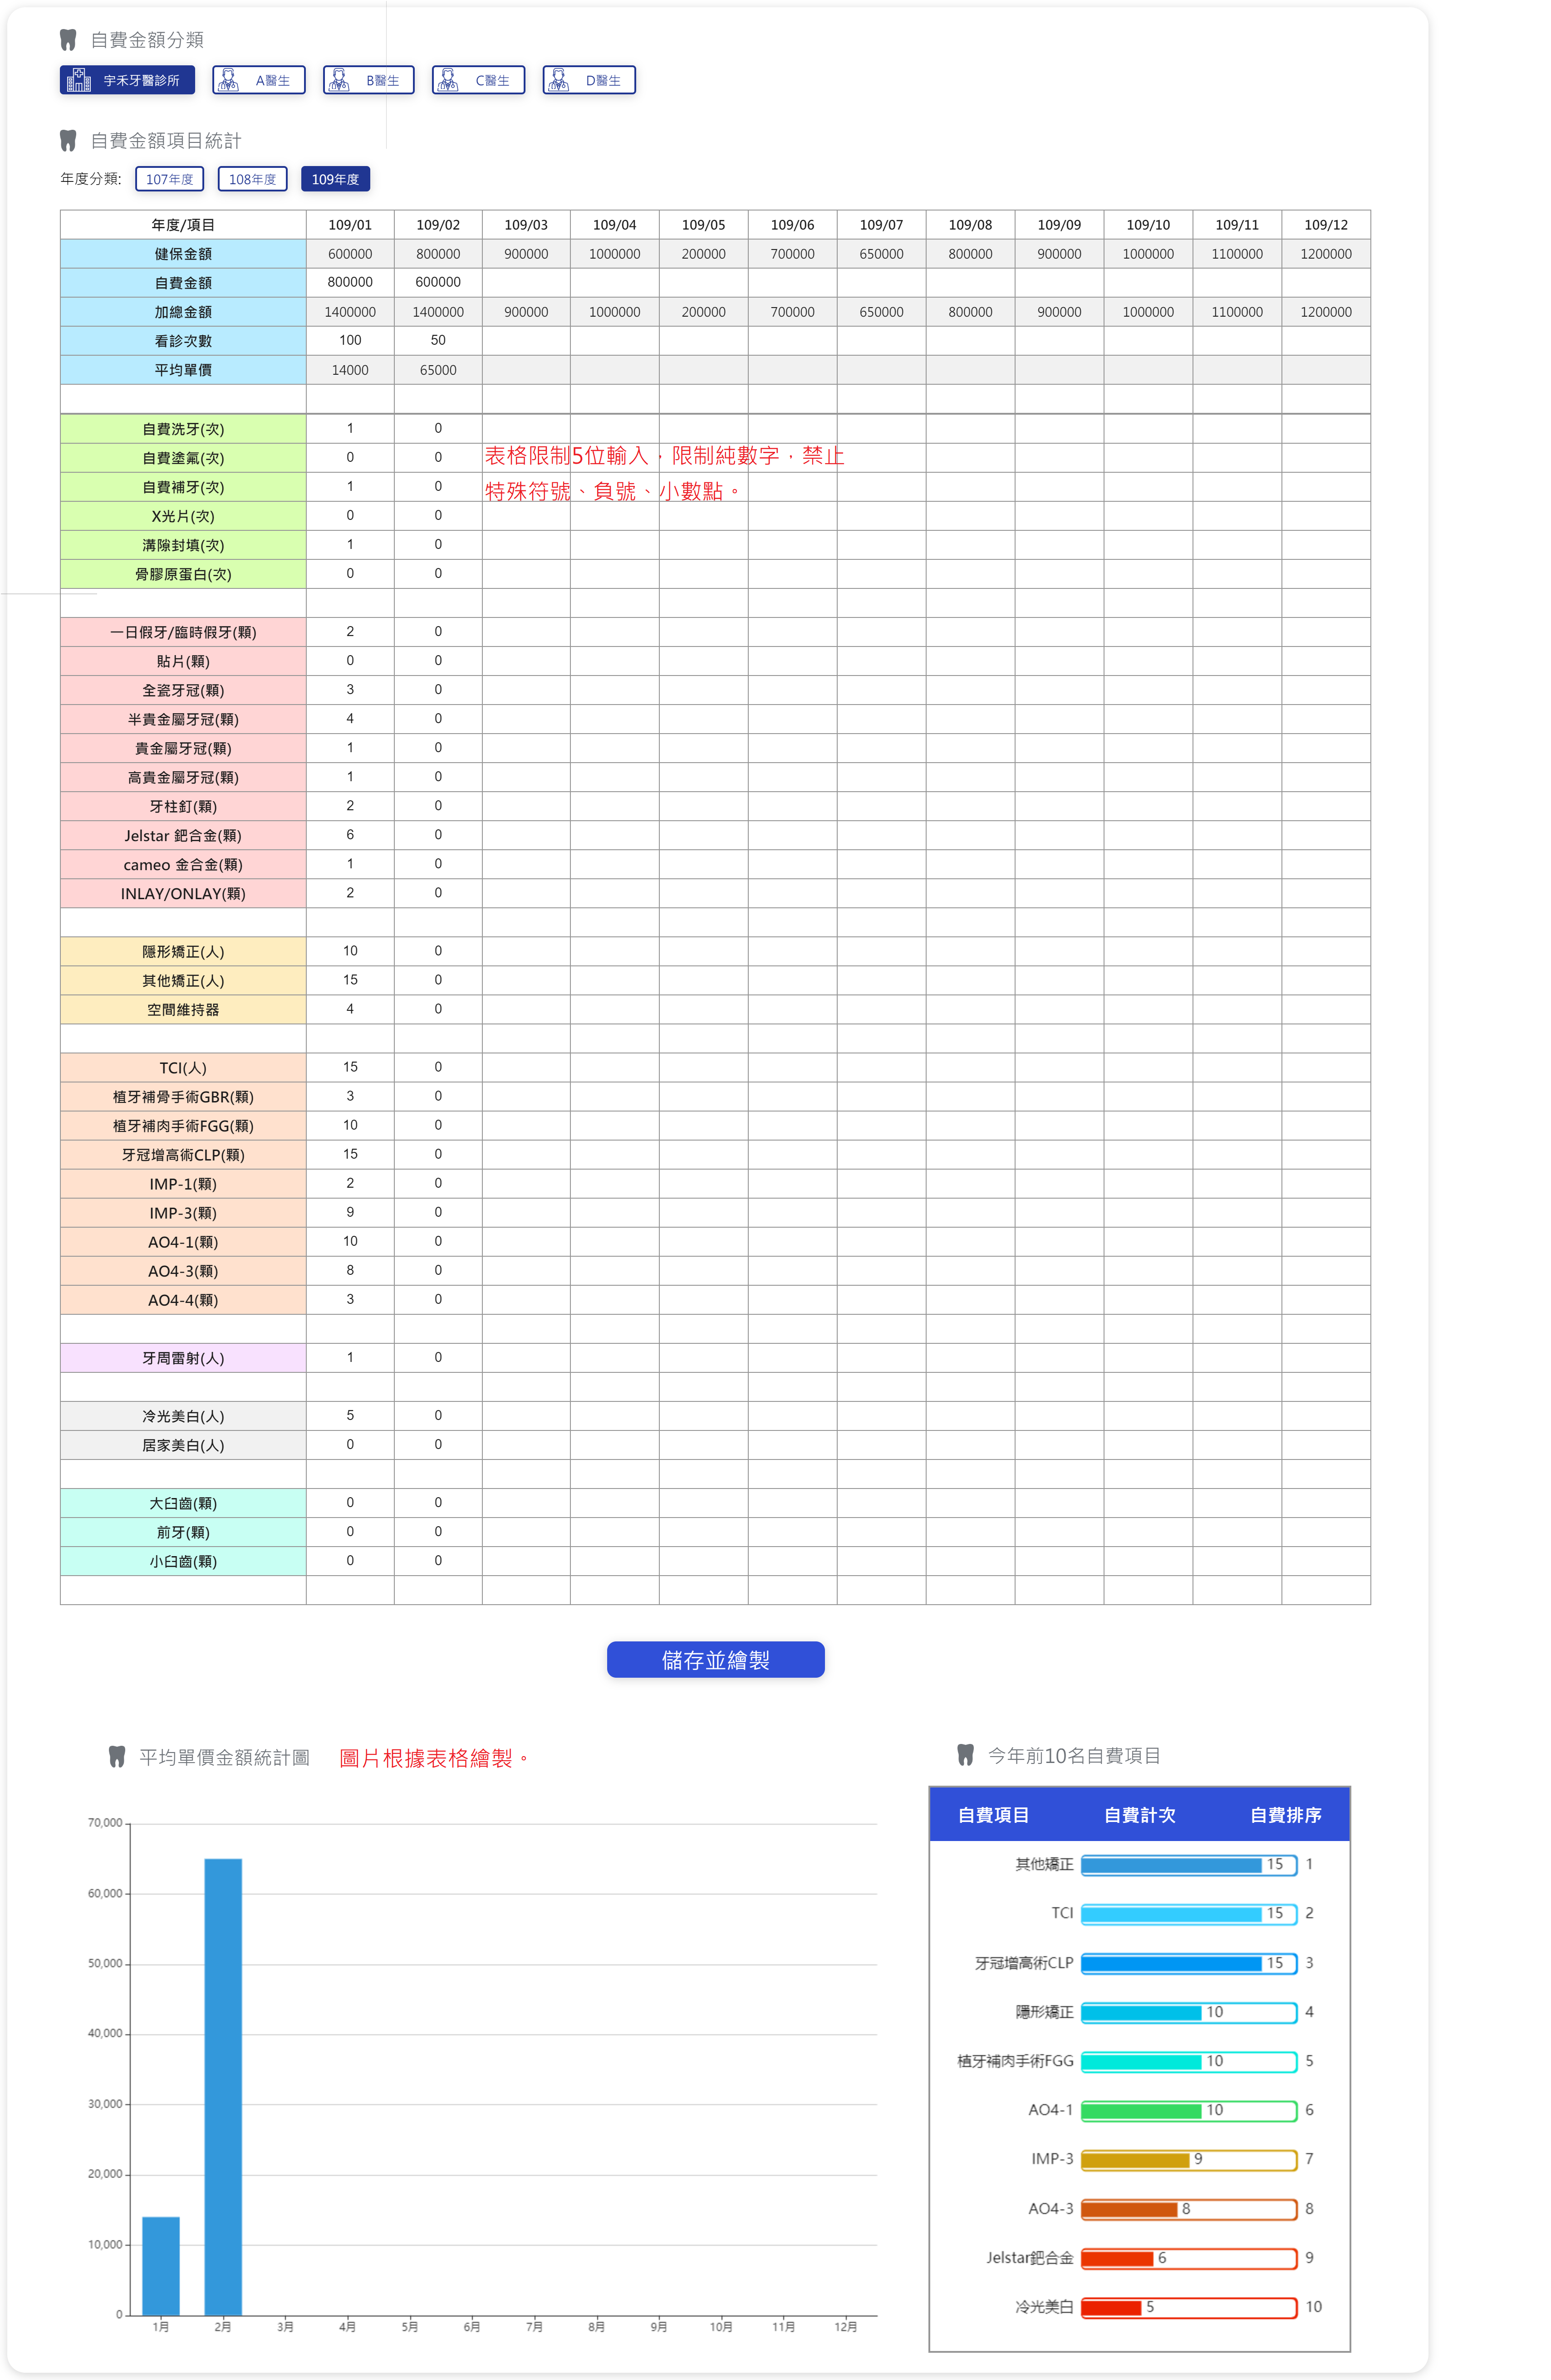 自費金額分類
宇禾牙醫診所 A醫生 B醫生 C醫生 D醫生
自費金額項目統計
年度分類: 107年度 108年度 109年度
年度/項目 109/01 109/02 109/03 109/04 109/05 109/06 109/07 109/08 109/09 109/10 109/11 109/12
健保金額 600000 800000 900000 1000000 200000 700000 650000 800000 900000 1000000 1100000 1200000
自費金額 800000 600000
加總金額 1400000 1400000 900000 1000000 200000 700000 650000 800000 900000 1000000 1100000 1200000
看診次數 100 50
平均單價 14000 65000
自費洗牙(次) 1 0
自費塗氟(次) 0 0
表格限制5位輸入，限制純數字，禁止
自費補牙(次) 1 0
特殊符號、負號、小數點。
X光片(次) 0 0
溝隙封填(次) 1 0
骨膠原蛋白(次) 0 0
一日假牙/臨時假牙(顆) 2 0
貼片(顆) 0 0
全瓷牙冠(顆) 3 0
半貴金屬牙冠(顆) 4 0
貴金屬牙冠(顆) 1 0
高貴金屬牙冠(顆) 1 0
牙柱釘(顆) 2 0
Jelstar 鈀合金(顆) 6 0
cameo 金合金(顆) 1 0
INLAY/ONLAY(顆) 2 0
隱形矯正(人) 10 0
其他矯正(人) 15 0
空間維持器 4 0
TCI(人) 15 0
植牙補骨手術GBR(顆) 3 0
植牙補肉手術FGG(顆) 10 0
牙冠增高術CLP(顆) 15 0
IMP-1(顆) 2 0
IMP-3(顆) 9 0
AO4-1(顆) 10 0
AO4-3(顆) 8 0
AO4-4(顆) 3 0
牙周雷射(人) 1 0
冷光美白(人) 5 0
居家美白(人) 0 0
大臼齒(顆) 0 0
前牙(顆) 0 0
小臼齒(顆) 0 0
儲存並繪製
平均單價金額統計圖 圖片根據表格繪製。
70,000
60,000
50,000
40,000
30,000
20,000
10,000
0
1月 2月 3月 4月 5月 6月 7月 8月 9月 10月 11月 12月
今年前10名自費項目
自費項目 自費計次 自費排序
其他矯正 15 1
TCI 15 2
牙冠增高術CLP 15 3
隱形矯正 10 4
植牙補肉手術FGG 10 5
AO4-1 10 6
IMP-3 9 7
AO4-3 8 8
Jelstar鈀合金 6 9
冷光美白 5 10